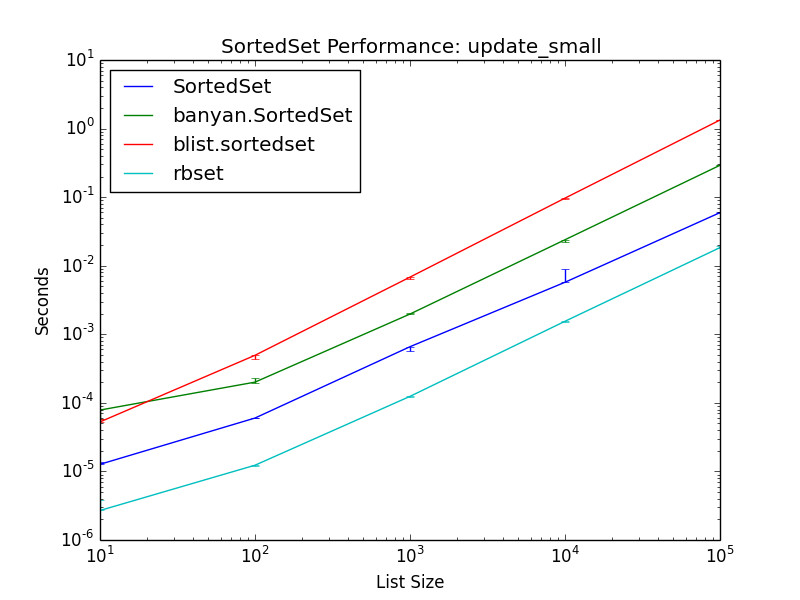 SortedSet Performance: update_small
10^1
SortedSet
banyan.SortedSet
blist.sortedset
rbset
10^0
10^-1
10^-2
10^-3
10^-4
10^-5
10^-6
Seconds
10^1 10^2 10^3 10^4 10^5
List Size